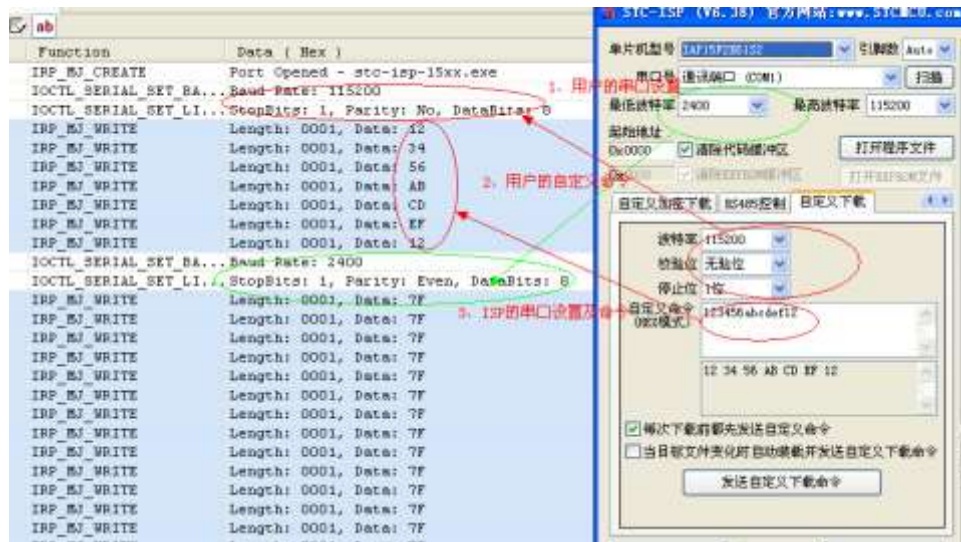 STC-ISP (V6.38) 官方网站:www.STCMCU.com
ab
Function Data ( Hex )
IRP_MJ_CREATE Port Opened - stc-isp-15xx.exe
IOCTL_SERIAL_SET_BA... Baud Rate: 115200
IOCTL_SERIAL_SET_LI... StopBits: 1, Parity: No, DataBits: 8
IRP_MJ_WRITE Length: 0001, Data: 12
IRP_MJ_WRITE Length: 0001, Data: 34
IRP_MJ_WRITE Length: 0001, Data: 56
IRP_MJ_WRITE Length: 0001, Data: AB
IRP_MJ_WRITE Length: 0001, Data: CD
IRP_MJ_WRITE Length: 0001, Data: EF
IRP_MJ_WRITE Length: 0001, Data: 12
IOCTL_SERIAL_SET_BA... Baud Rate: 2400
IOCTL_SERIAL_SET_LI... StopBits: 1, Parity: Even, DataBits: 8
IRP_MJ_WRITE Length: 0001, Data: 7F
IRP_MJ_WRITE Length: 0001, Data: 7F
IRP_MJ_WRITE Length: 0001, Data: 7F
IRP_MJ_WRITE Length: 0001, Data: 7F
IRP_MJ_WRITE Length: 0001, Data: 7F
IRP_MJ_WRITE Length: 0001, Data: 7F
IRP_MJ_WRITE Length: 0001, Data: 7F
IRP_MJ_WRITE Length: 0001, Data: 7F
IRP_MJ_WRITE Length: 0001, Data: 7F
IRP_MJ_WRITE Length: 0001, Data: 7F
IRP_MJ_WRITE Length: 0001, Data: 7F
IRP_MJ_WRITE Length: 0001, Data: 7F
1、用户的串口设置
2、用户的自定义命令
3、ISP的串口设置及命令
单片机型号 IAP15F2K61S2 引脚数 Auto
串口号 通讯端口 (COM1) 扫描
最低波特率 2400 最高波特率 115200
起始地址
0x0000 清除代码缓冲区 打开程序文件
清除EEPROM缓冲区 打开EEPROM文件
自定义加密下载 RS485控制 自定义下载
波特率 115200
校验位 无验位
停止位 1位
自定义命令 123456abcdef12
(HEX模式)
12 34 56 AB CD EF 12
每次下载前都先发送自定义命令
当目标文件变化时自动装载并发送自定义下载命令
发送自定义下载命令